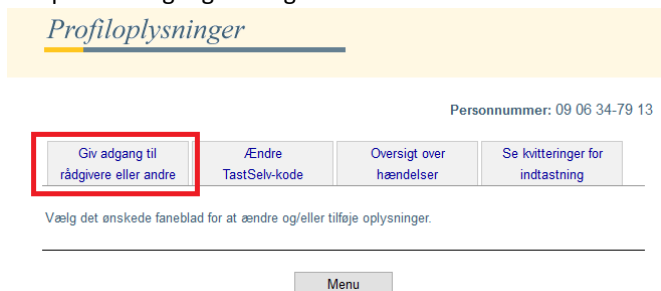 Profiloplysninger
Personnummer: 09 06 34-79 13
Giv adgang til rådgivere eller andre
Ændre TastSelv-kode
Oversigt over hændelser
Se kvitteringer for indtastning
Vælg det ønskede faneblad for at ændre og/eller tilføje oplysninger.
Menu